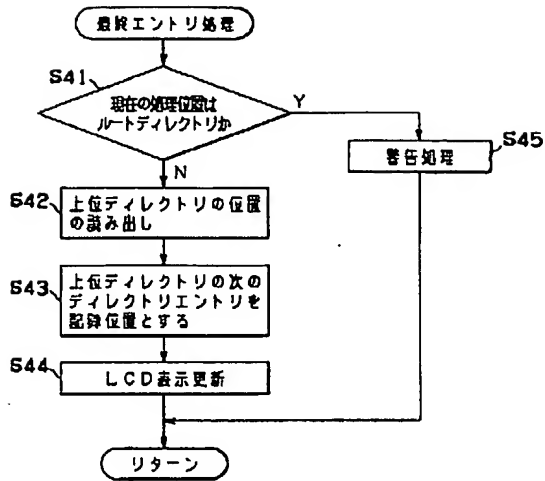 最終エントリ処理
S41
現在の処理位置は
ルートディレクトリか
Y
N
S45
警告処理
S42
上位ディレクトリの位置
の読み出し
S43
上位ディレクトリの次の
ディレクトリエントリを
記録位置とする
S44
LCD表示更新
リターン